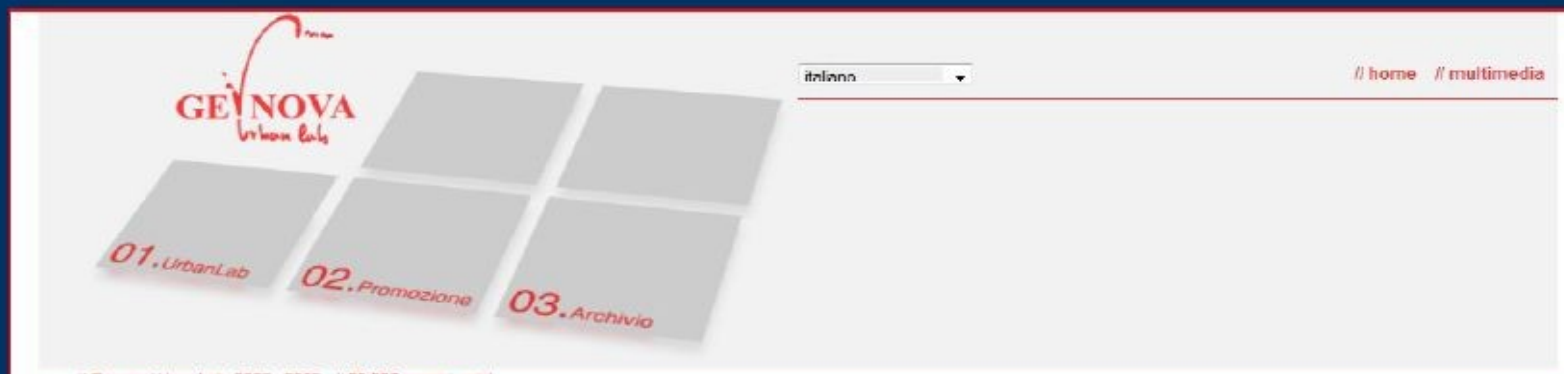 GENOVA
Urban Lab
italiano
// home // multimedia
01.UrbanLab
02.Promozione
03.Archivio